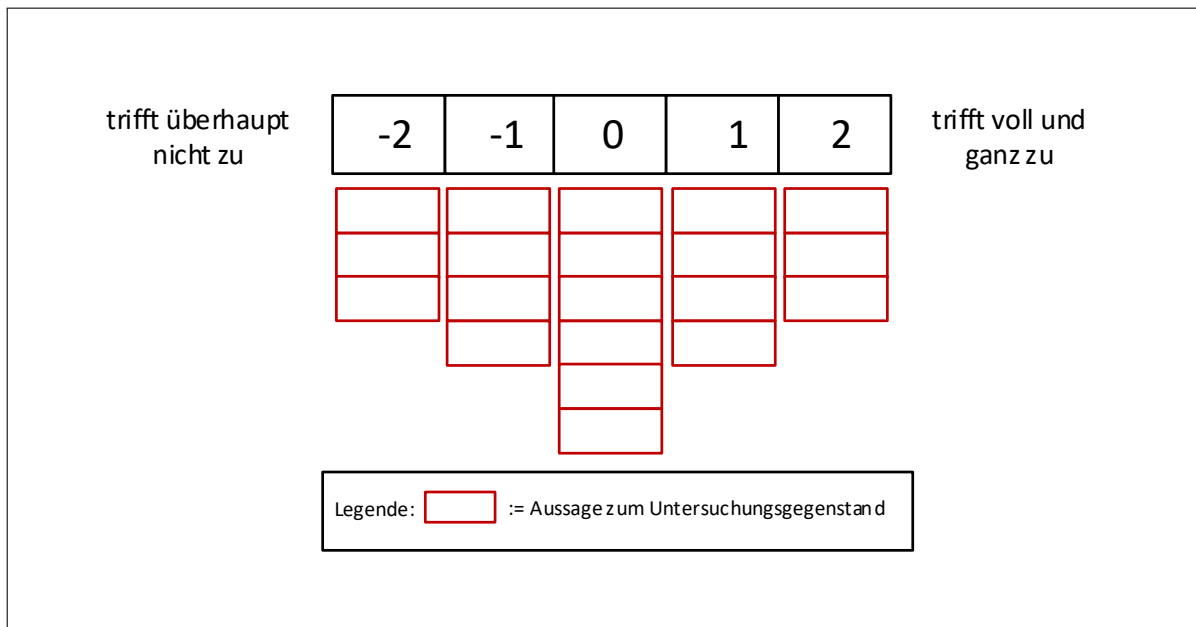 trifft überhaupt
nicht zu
-2 -1 0 1 2
trifft voll und
ganz zu
Legende: := Aussage zum Untersuchungsgegenstand